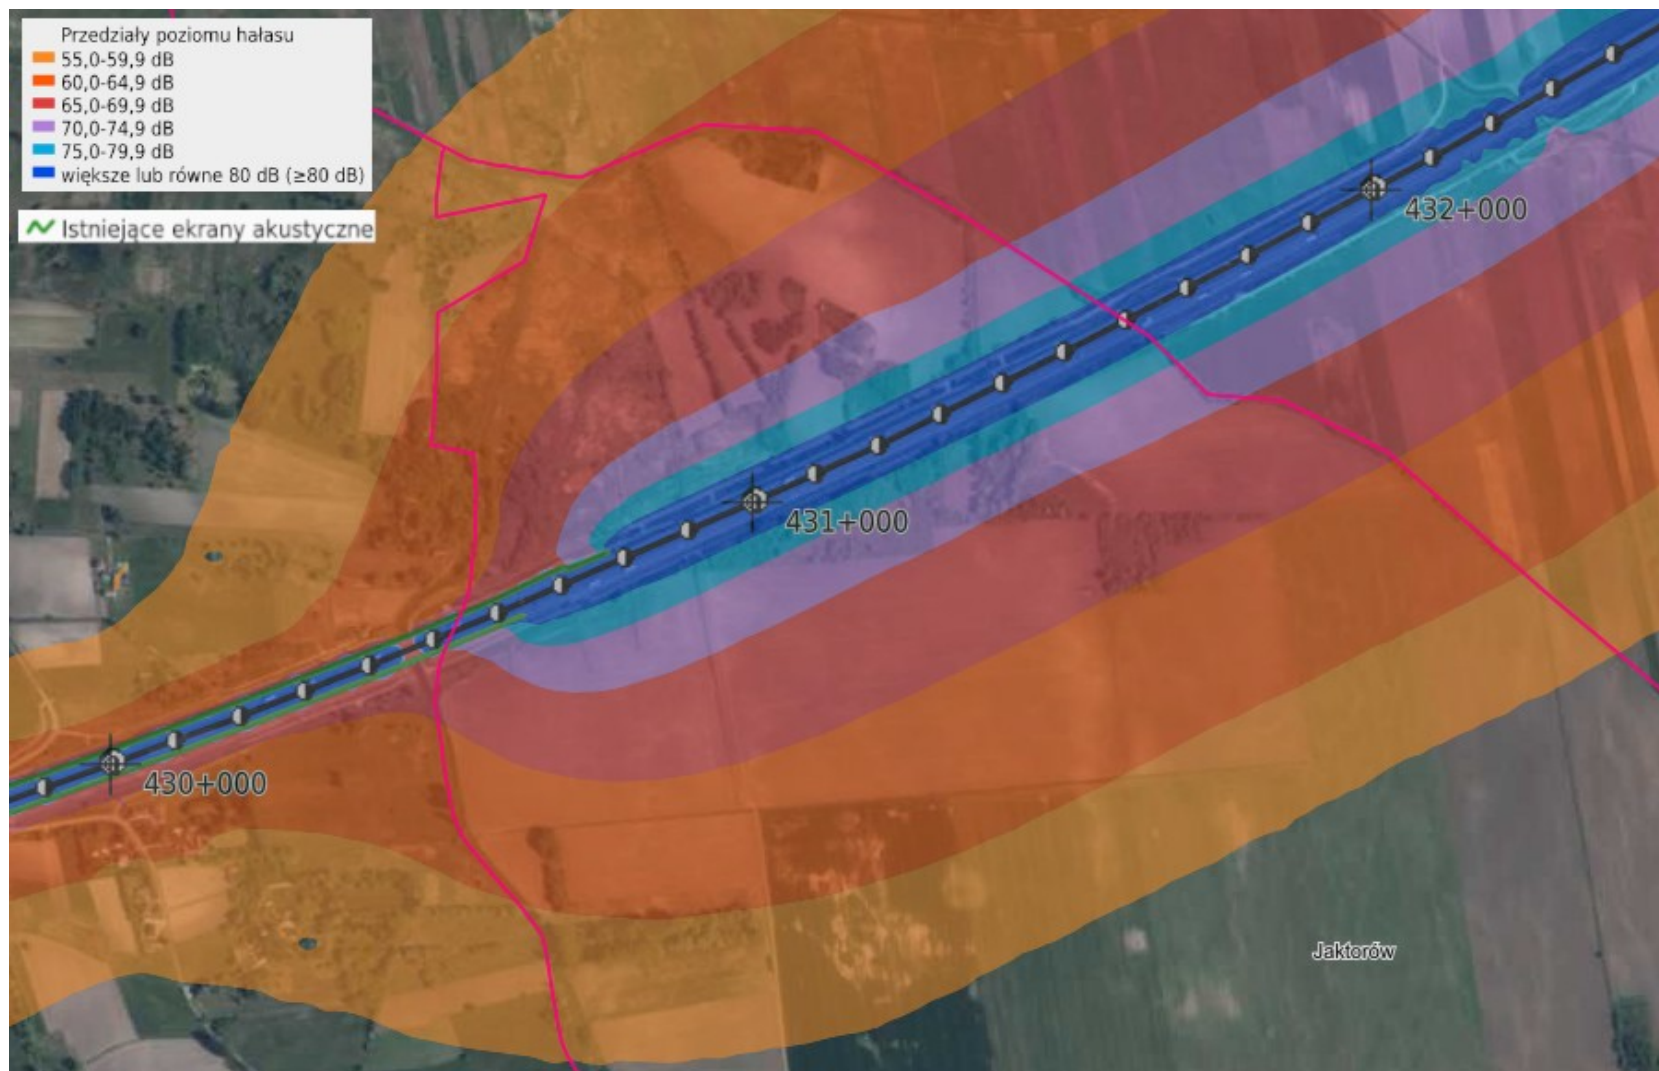 Przedziały poziomu hałasu
55,0-59,9 dB
60,0-64,9 dB
65,0-69,9 dB
70,0-74,9 dB
75,0-79,9 dB
większe lub równe 80 dB (≥80 dB)
Istniejące ekrany akustyczne
432+000
431+000
430+000
Jaktorów